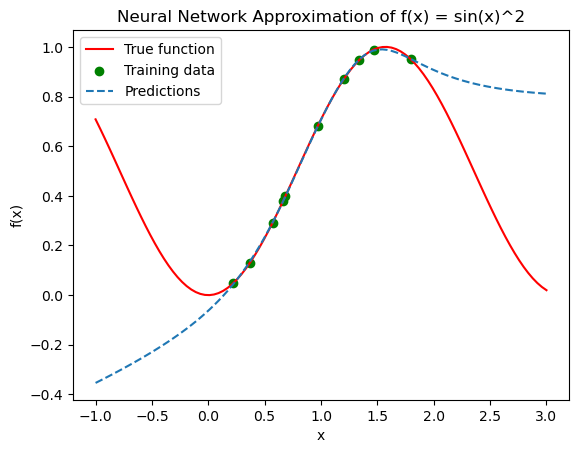 Neural Network Approximation of f(x) = sin(x)^2
True function
Training data
Predictions
f(x)
1.0
0.8
0.6
0.4
0.2
0.0
−0.2
−0.4
−1.0 −0.5 0.0 0.5 1.0 1.5 2.0 2.5 3.0
x